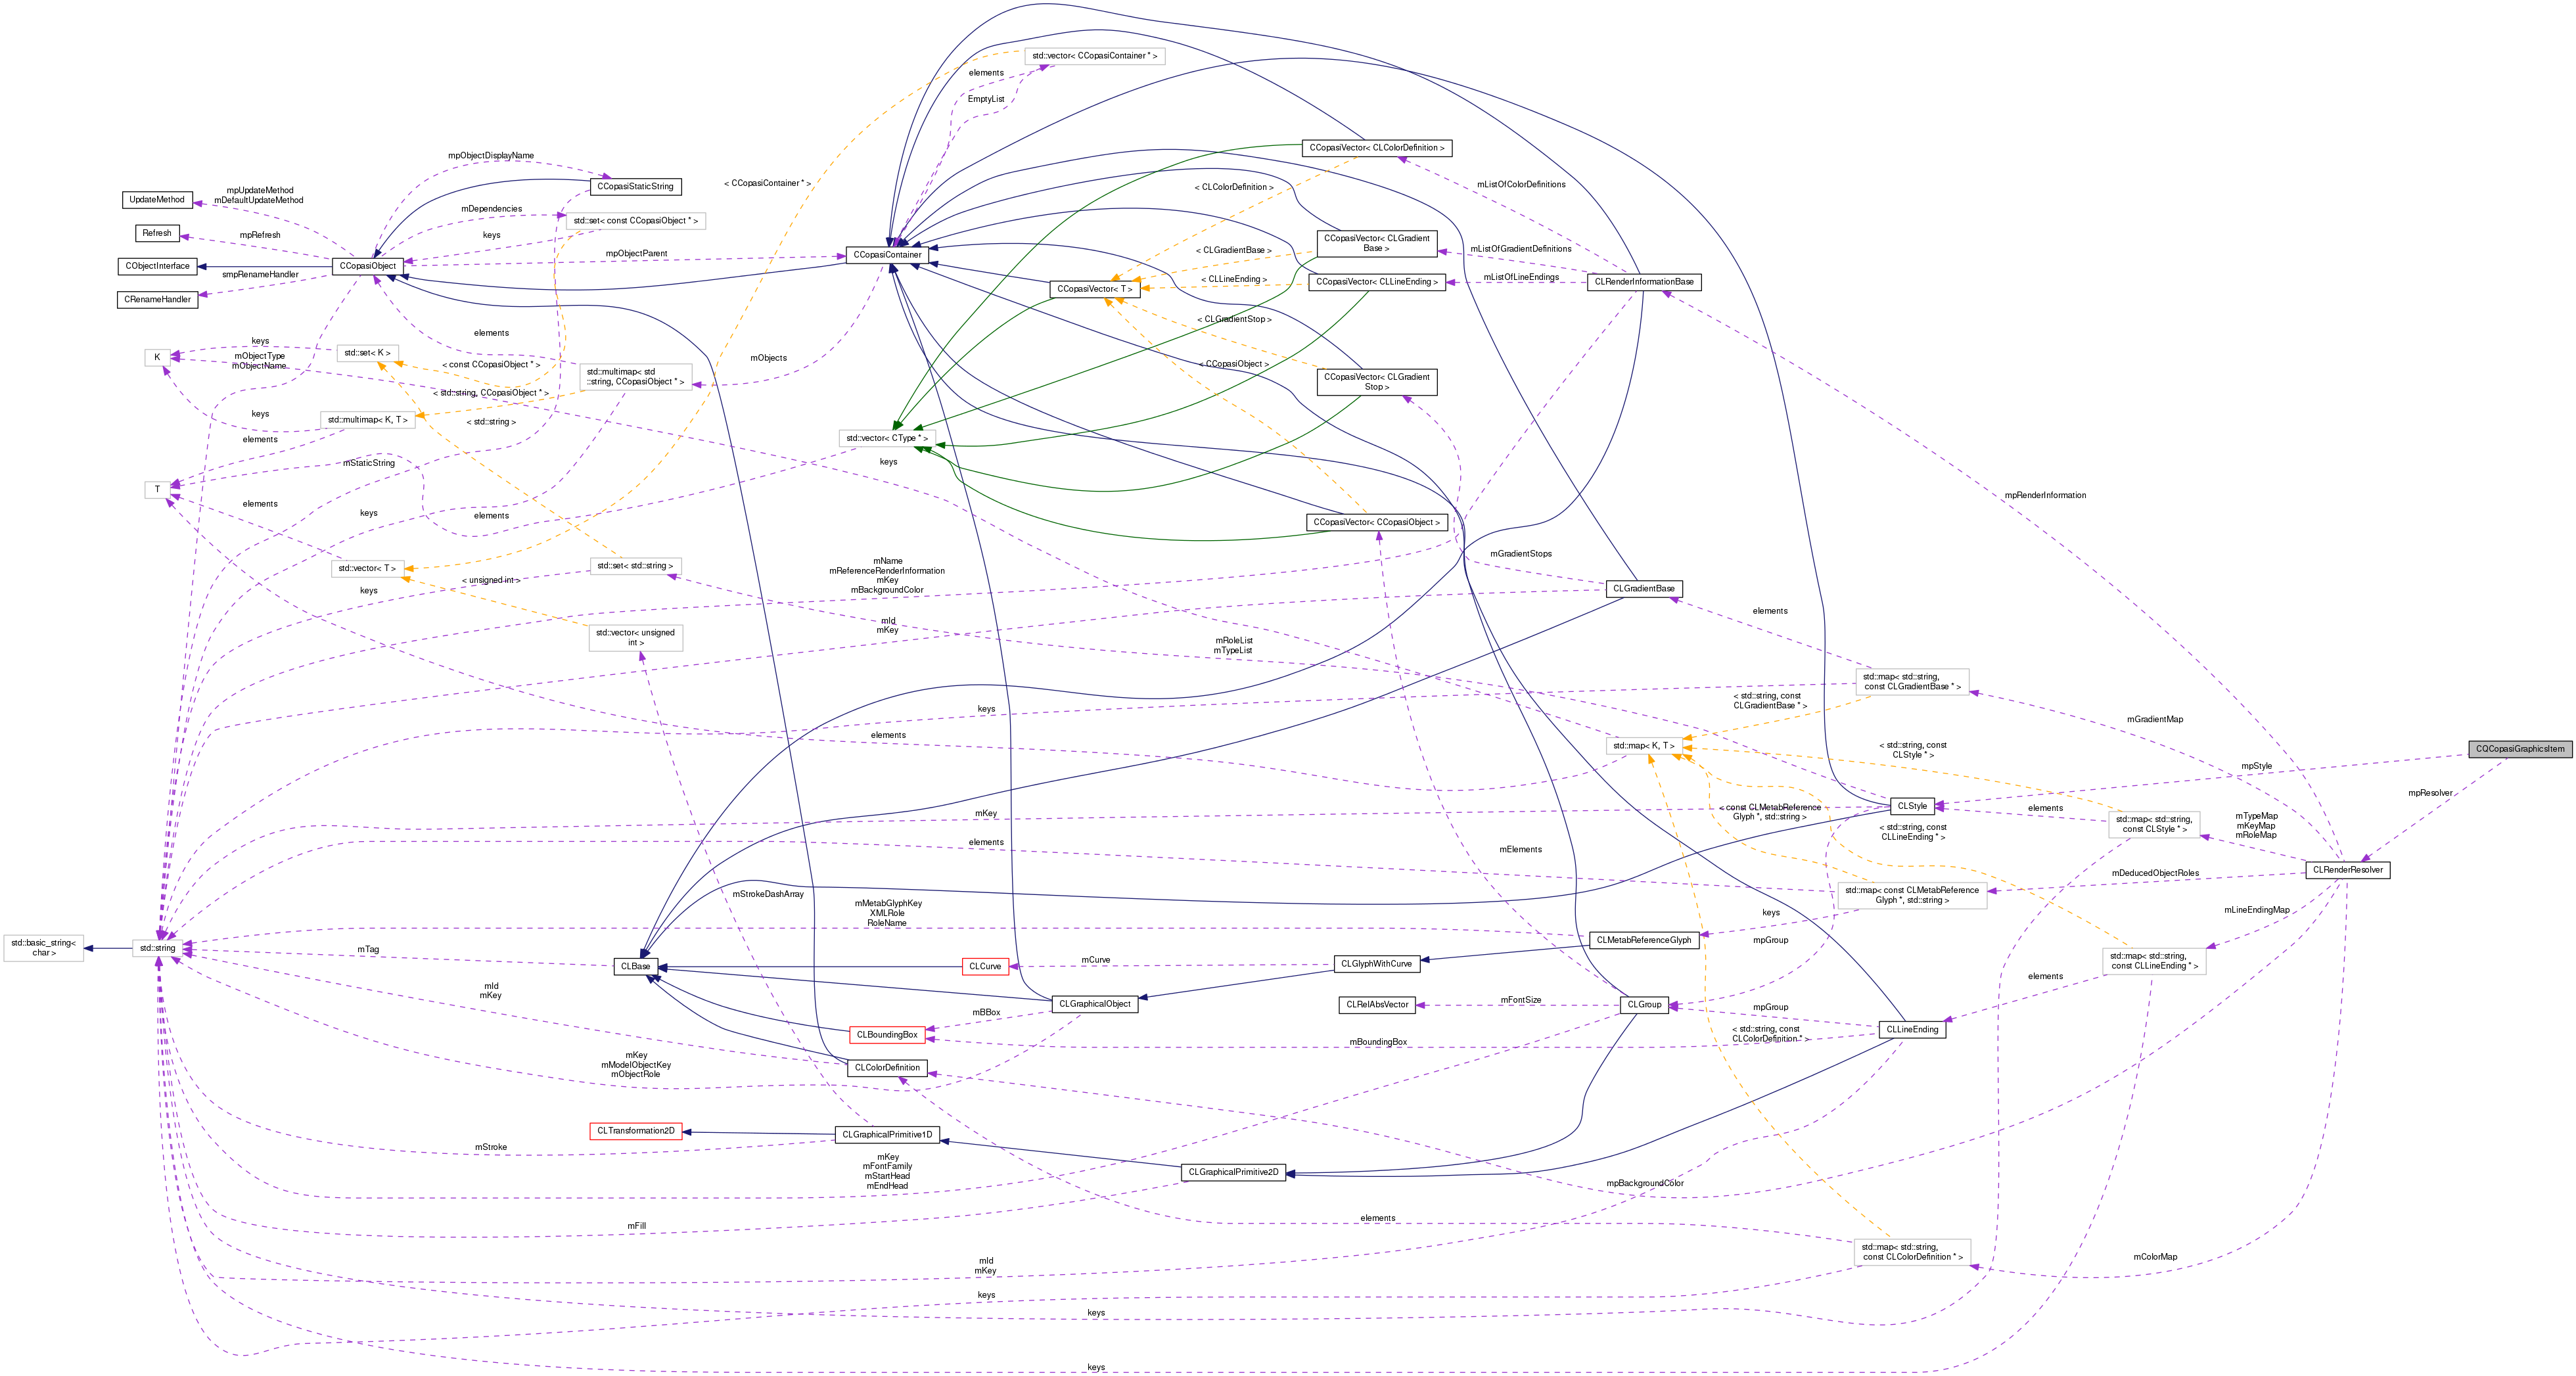 std::vector< CCopasiContainer * >
elements
EmptyList
CCopasiVector< CLColorDefinition >
mpObjectDisplayName
< CCopasiContainer * >
CCopasiStaticString
mListOfColorDefinitions
< CLColorDefinition >
UpdateMethod
mpUpdateMethod
mDefaultUpdateMethod
mDependencies
std::set< const CCopasiObject * >
Refresh
mpRefresh
keys
CCopasiVector< CLGradient
Base >
mListOfGradientDefinitions
< CLGradientBase >
mpObjectParent
CCopasiContainer
CObjectInterface
CCopasiObject
smpRenameHandler
CRenameHandler
CCopasiVector< T >
< CLLineEnding >
CCopasiVector< CLLineEnding >
mListOfLineEndings
CLRenderInformationBase
< CLGradientStop >
elements
keys
K
std::set< K >
mObjectType
mObjectName
< const CCopasiObject * >
mObjects
< CCopasiObject >
std::multimap< std
::string, CCopasiObject * >
CCopasiVector< CLGradient
Stop >
< std::string, CCopasiObject * >
keys
std::multimap< K, T >
< std::string >
elements
std::vector< CType * >
mStaticString
keys
T
elements
keys
elements
mpRenderInformation
CCopasiVector< CCopasiObject >
mGradientStops
std::vector< T >
< unsigned int >
std::set< std::string >
keys
mName
mReferenceRenderInformation
mKey
mBackgroundColor
CLGradientBase
elements
mId
mKey
std::vector< unsigned
int >
mRoleList
mTypeList
std::map< std::string,
const CLGradientBase * >
< std::string, const
CLGradientBase * >
keys
mGradientMap
elements
std::map< K, T >
< std::string, const
CLStyle * >
CQCopasiGraphicsItem
mpStyle
mpResolver
CLStyle
elements
mKey
< const CLMetabReference
Glyph *, std::string >
std::map< std::string,
const CLStyle * >
mTypeMap
mKeyMap
mRoleMap
< std::string, const
CLLineEnding * >
elements
mElements
CLRenderResolver
mDeducedObjectRoles
std::map< const CLMetabReference
Glyph *, std::string >
mStrokeDashArray
mMetabGlyphKey
XMLRole
RoleName
keys
mLineEndingMap
std::basic_string<
char >
std::string
mTag
CLMetabReferenceGlyph
mpGroup
CLBase
CLCurve
mCurve
CLGlyphWithCurve
std::map< std::string,
const CLLineEnding * >
elements
mId
mKey
CLGraphicalObject
CLRelAbsVector
mFontSize
CLGroup
mpGroup
mBBox
CLBoundingBox
mBoundingBox
< std::string, const
CLColorDefinition * >
CLLineEnding
mKey
mModelObjectKey
mObjectRole
CLColorDefinition
CLTransformation2D
CLGraphicalPrimitive1D
mStroke
mKey
mFontFamily
mStartHead
mEndHead
CLGraphicalPrimitive2D
mpBackgroundColor
mFill
elements
std::map< std::string,
const CLColorDefinition * >
mColorMap
mId
mKey
keys
keys
keys